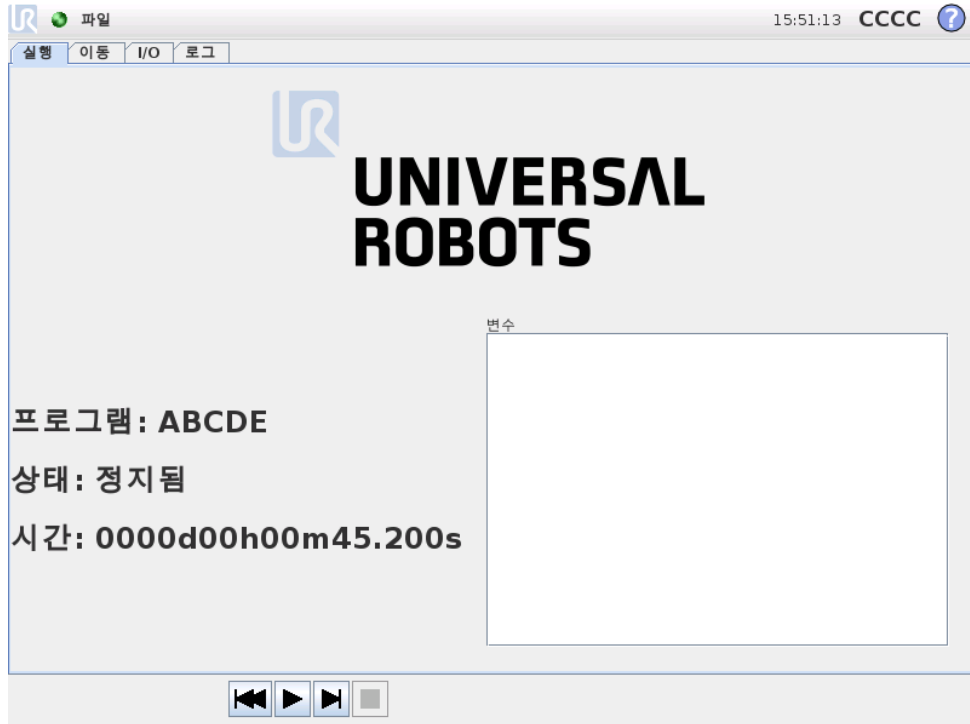 파일
15:51:13 CCCC ?
실행 이동 I/O 로그
UR
UNIVERSAL
ROBOTS
변수
프로그램: ABCDE
상태: 정지됨
시간: 0000d00h00m45.200s